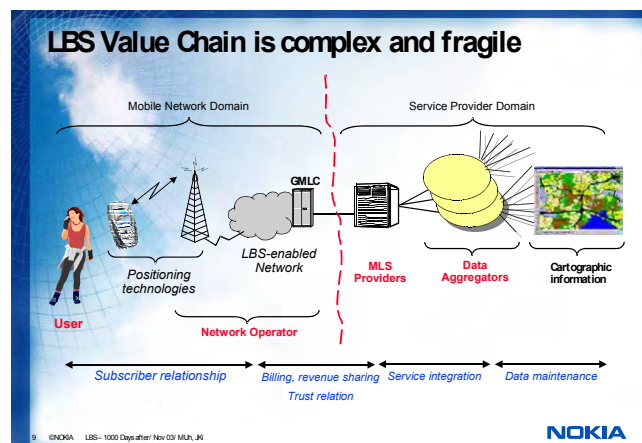 LBS Value Chain is complex and fragile
Mobile Network Domain
Service Provider Domain
GMLC
LBS-enabled
Network
Positioning
technologies
User
Network Operator
MLS
Providers
Data
Aggregators
Cartographic
information
Subscriber relationship
Billing, revenue sharing
Trust relation
Service integration
Data maintenance
9 ©NOKIA LBS – 1000 Days after/ Nov 03/ MUh, JKi
NOKIA